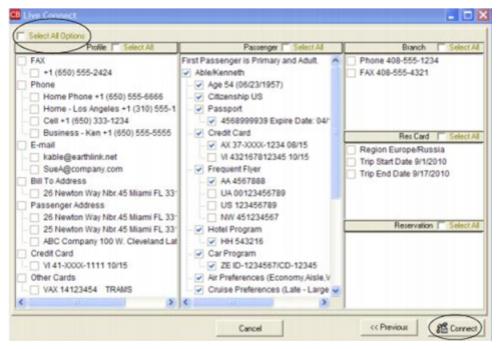 CB Live Connect
Select All Options
Profile Select All
FAX
+1 (650) 555-2424
Phone
Home Phone +1 (650) 555-6666
Home - Los Angeles +1 (310) 555-1
Cell +1 (650) 333-1234
Business - Ken +1 (650) 555-5555
E-mail
kable@earthlink.net
SueA@company.com
Bill To Address
26 Newton Way Nbr.45 Miami FL 33
Passenger Address
26 Newton Way Nbr.45 Miami FL 33
25 Newton Way Nbr.45 Miami FL 33
ABC Company 100 W. Cleveland Lat
Credit Card
VI 41-XXXX-1111 10/15
Other Cards
VAX 14123454 TRAMS
Passenger Select All
First Passenger is Primary and Adult.
Able/Kenneth
Age 54 (06/23/1957)
Citizenship US
Passport
4568999939 Expire Date: 04/
Credit Card
AX 37-XXXX-1234 08/15
VI 432167812345 10/15
Frequent Flyer
AA 4567888
UA 00123456789
US 123456789
NW 451234567
Hotel Program
HH 543216
Car Program
ZE ID-1234567/CD-12345
Air Preferences (Economy,Aisle,V
Cruise Preferences (Late - Large
Branch Select All
Phone 408-555-1234
FAX 408-555-4321
Res Card Select All
Region Europe/Russia
Trip Start Date 9/1/2010
Trip End Date 9/17/2010
Reservation Select All
Cancel
<< Previous
Connect